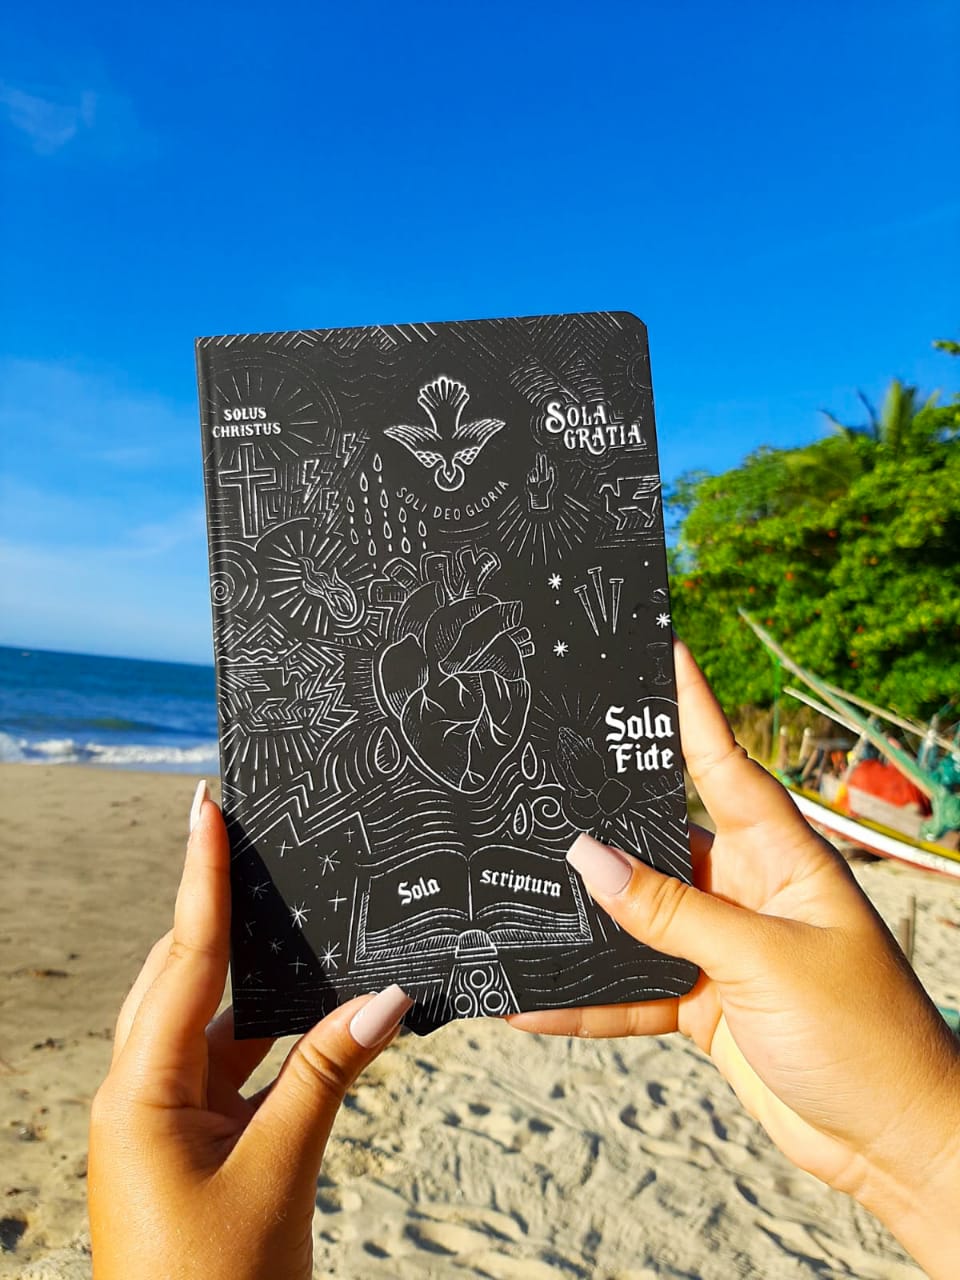 SOLUS
CHRISTUS
SOLA
GRATIA
SOLI DEO GLORIA
Sola
Fide
Sola scriptura